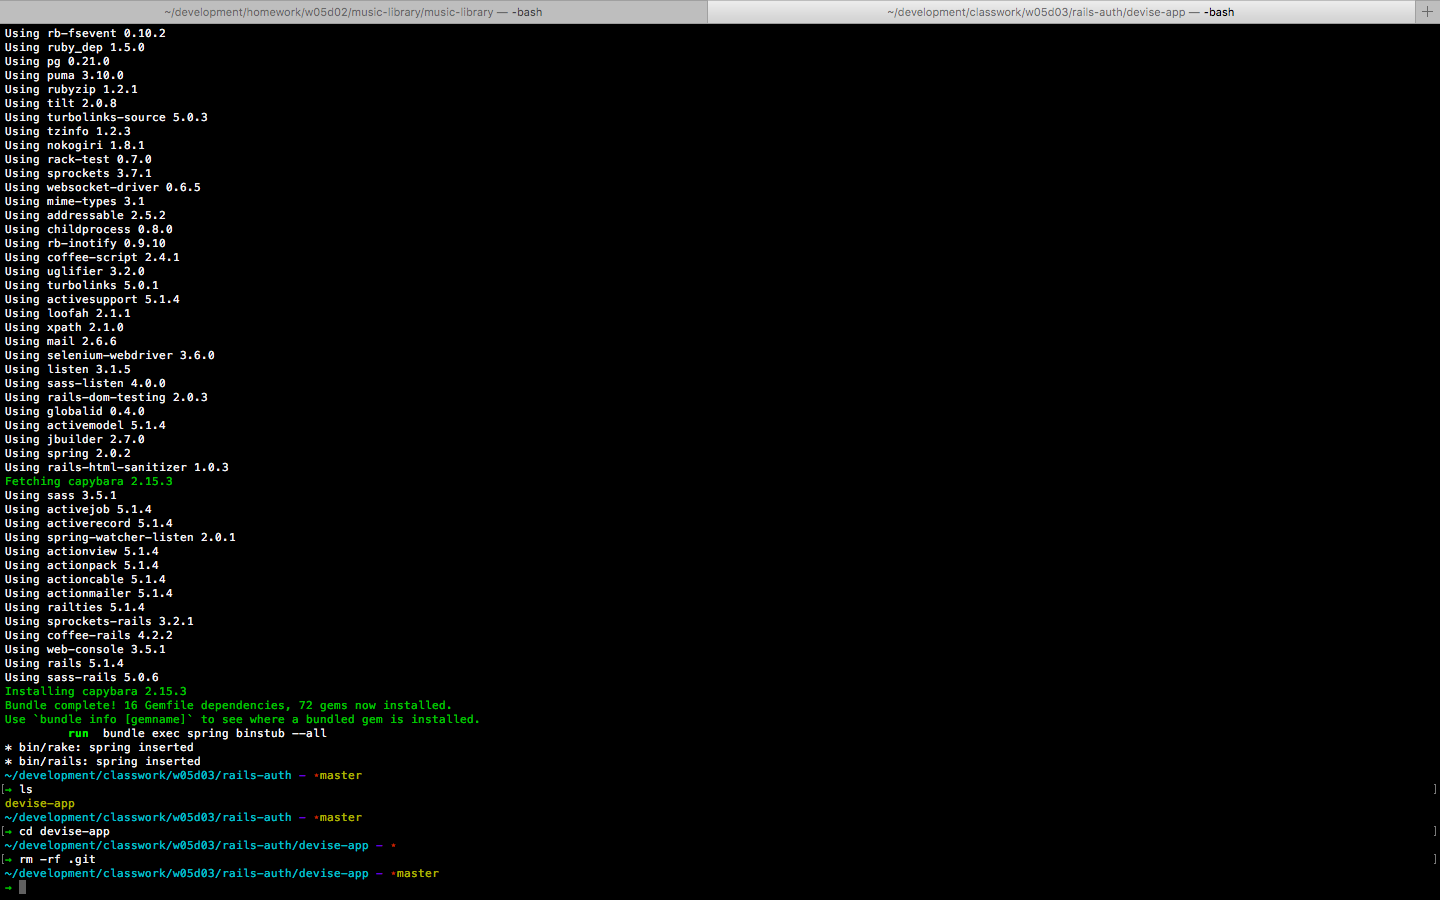 ~/development/homework/w05d02/music-library/music-library — -bash
~/development/classwork/w05d03/rails-auth/devise-app — -bash
Using rb-fsevent 0.10.2
Using ruby_dep 1.5.0
Using pg 0.21.0
Using puma 3.10.0
Using rubyzip 1.2.1
Using tilt 2.0.8
Using turbolinks-source 5.0.3
Using tzinfo 1.2.3
Using nokogiri 1.8.1
Using rack-test 0.7.0
Using sprockets 3.7.1
Using websocket-driver 0.6.5
Using mime-types 3.1
Using addressable 2.5.2
Using childprocess 0.8.0
Using rb-inotify 0.9.10
Using coffee-script 2.4.1
Using uglifier 3.2.0
Using turbolinks 5.0.1
Using activesupport 5.1.4
Using loofah 2.1.1
Using xpath 2.1.0
Using mail 2.6.6
Using selenium-webdriver 3.6.0
Using listen 3.1.5
Using sass-listen 4.0.0
Using rails-dom-testing 2.0.3
Using globalid 0.4.0
Using activemodel 5.1.4
Using jbuilder 2.7.0
Using spring 2.0.2
Using rails-html-sanitizer 1.0.3
Fetching capybara 2.15.3
Using sass 3.5.1
Using activejob 5.1.4
Using activerecord 5.1.4
Using spring-watcher-listen 2.0.1
Using actionview 5.1.4
Using actionpack 5.1.4
Using actioncable 5.1.4
Using actionmailer 5.1.4
Using railties 5.1.4
Using sprockets-rails 3.2.1
Using coffee-rails 4.2.2
Using web-console 3.5.1
Using rails 5.1.4
Using sass-rails 5.0.6
Installing capybara 2.15.3
Bundle complete! 16 Gemfile dependencies, 72 gems now installed.
Use `bundle info [gemname]` to see where a bundled gem is installed.
run  bundle exec spring binstub --all
* bin/rake: spring inserted
* bin/rails: spring inserted
~/development/classwork/w05d03/rails-auth - •master
[→ ls ]
devise-app
~/development/classwork/w05d03/rails-auth - •master
[→ cd devise-app ]
~/development/classwork/w05d03/rails-auth/devise-app - •
[→ rm -rf .git ]
~/development/classwork/w05d03/rails-auth/devise-app - •master
→